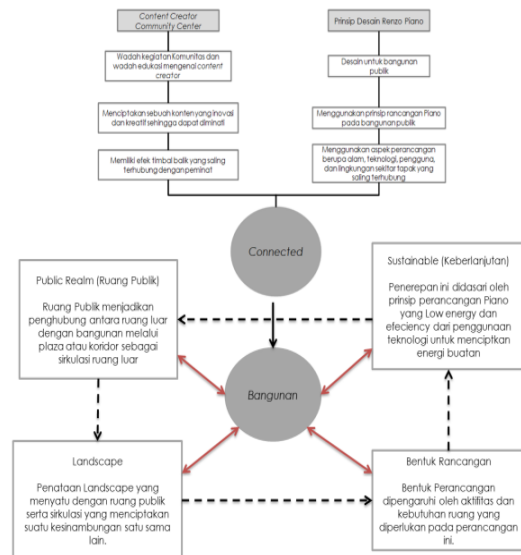 Content Creator
Community Center
Prinsip Desain Renzo Piano
Wadah kegiatan Komunitas dan
wadah edukasi mengenai content
creator
Desain untuk bangunan
publik
Menciptakan sebuah konten yang inovasi
dan kreatif sehingga dapat diminati
Menggunakan prinsip rancangan Piano
pada bangunan publik
Memiliki efek timbal balik yang saling
terhubung dengan peminat
Menggunakan aspek perancangan
berupa alam, teknologi, pengguna,
dan lingkungan sekitar tapak yang
saling terhubung
Connected
Public Realm (Ruang Publik)
Ruang Publik menjadikan
penghubung antara ruang luar
dengan bangunan melalui
plaza atau koridor sebagai
sirkulasi ruang luar
Sustainable (Keberlanjutan)
Penerepan ini didasari oleh
prinsip perancangan Piano
yang Low energy dan
efeciency dari penggunaan
teknologi untuk menciptkan
energi buatan
Bangunan
Landscape
Penataan Landscape yang
menyatu dengan ruang publik
serta sirkulasi yang menciptakan
suatu kesinambungan satu sama
lain.
Bentuk Rancangan
Bentuk Perancangan
dipengaruhi oleh aktifitas dan
kebutuhan ruang yang
diperlukan pada perancangan
ini.